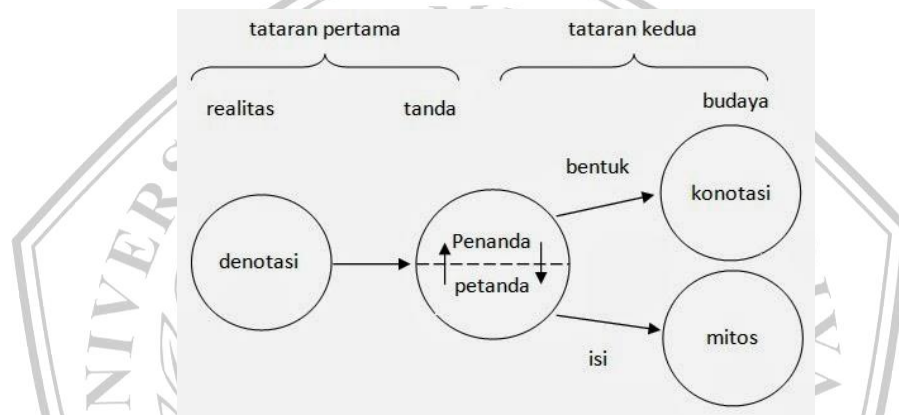 tataran pertama
tataran kedua
realitas
tanda
budaya
bentuk
konotasi
denotasi
Penanda
petanda
mitos
isi